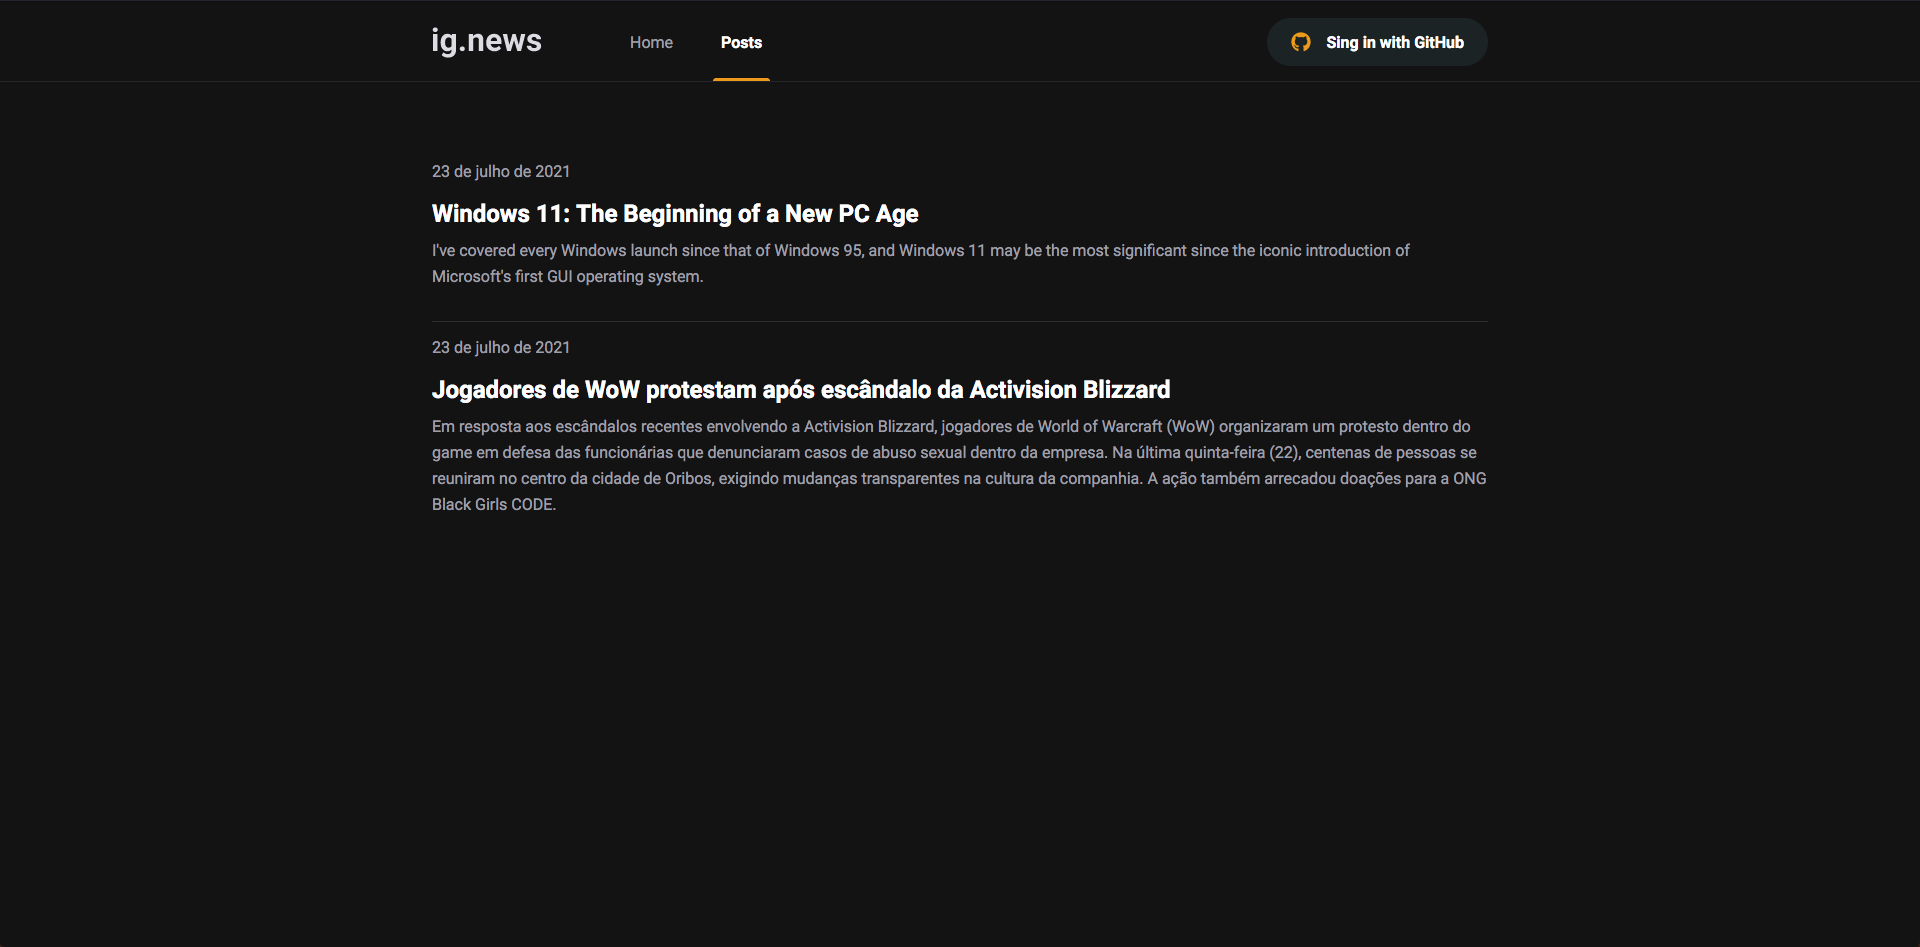 ig.news
Home
Posts
Sing in with GitHub
23 de julho de 2021
Windows 11: The Beginning of a New PC Age
I've covered every Windows launch since that of Windows 95, and Windows 11 may be the most significant since the iconic introduction of
Microsoft's first GUI operating system.
23 de julho de 2021
Jogadores de WoW protestam após escândalo da Activision Blizzard
Em resposta aos escândalos recentes envolvendo a Activision Blizzard, jogadores de World of Warcraft (WoW) organizaram um protesto dentro do
game em defesa das funcionárias que denunciaram casos de abuso sexual dentro da empresa. Na última quinta-feira (22), centenas de pessoas se
reuniram no centro da cidade de Oribos, exigindo mudanças transparentes na cultura da companhia. A ação também arrecadou doações para a ONG
Black Girls CODE.